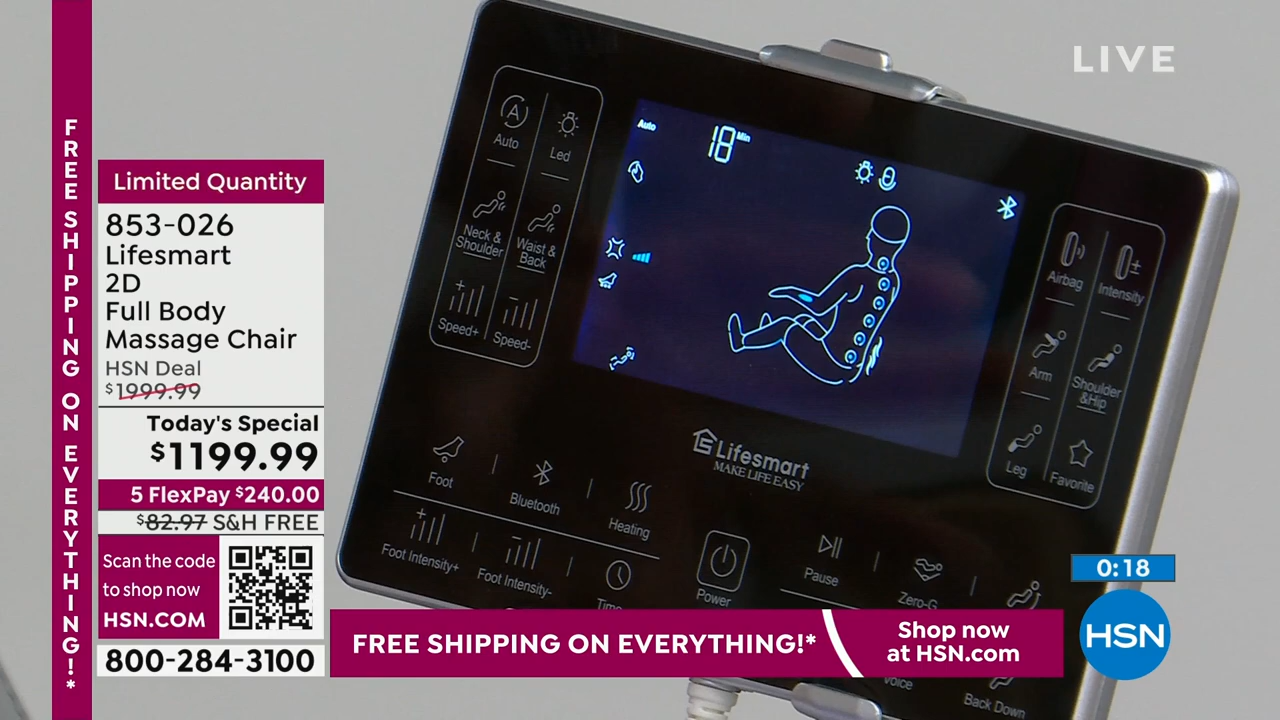 FREE SHIPPING ON EVERYTHING!*
Limited Quantity
853-026
Lifesmart
2D
Full Body
Massage Chair
HSN Deal
$1999.99
Today's Special
$1199.99
5 FlexPay $240.00
$82.97 S&H FREE
Scan the code
to shop now
HSN.COM
800-284-3100
LIVE
Auto
Led
Neck &
Shoulder
Waist &
Back
Speed+
Speed-
Auto
18 Min
Airbag
Intensity
Arm
Shoulder
&Hip
Leg
Favorite
Lifesmart
MAKE LIFE EASY
Foot
Bluetooth
Heating
Foot Intensity+
Foot Intensity-
Power
Pause
Zero-G
Back Down
0:18
HSN
FREE SHIPPING ON EVERYTHING!*
Shop now
at HSN.com